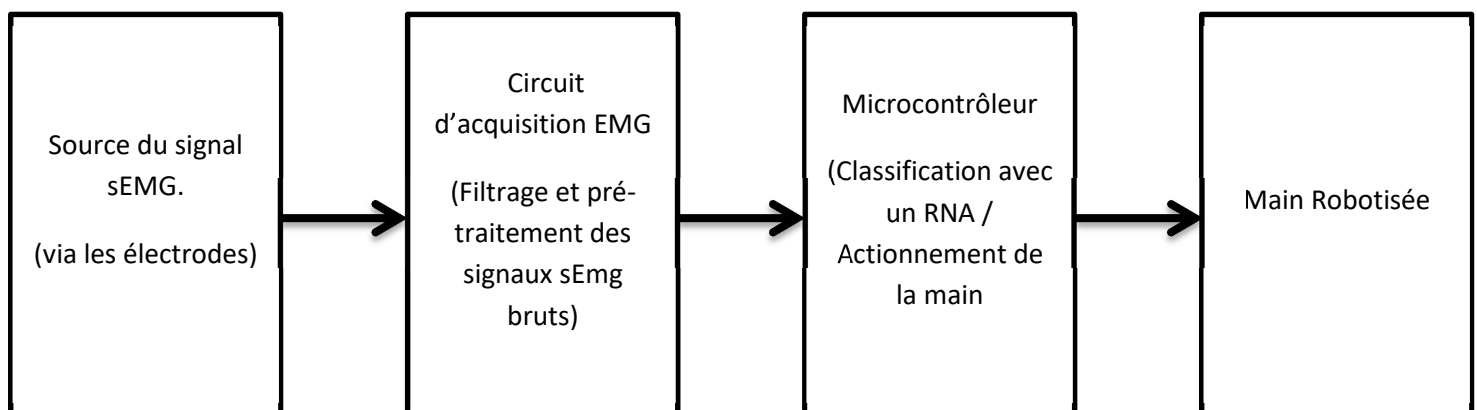 Source du signal
sEMG.
(via les électrodes)
Circuit
d’acquisition EMG
(Filtrage et pré-
traitement des
signaux sEmg
bruts)
Microcontrôleur
(Classification avec
un RNA /
Actionnement de
la main
Main Robotisée